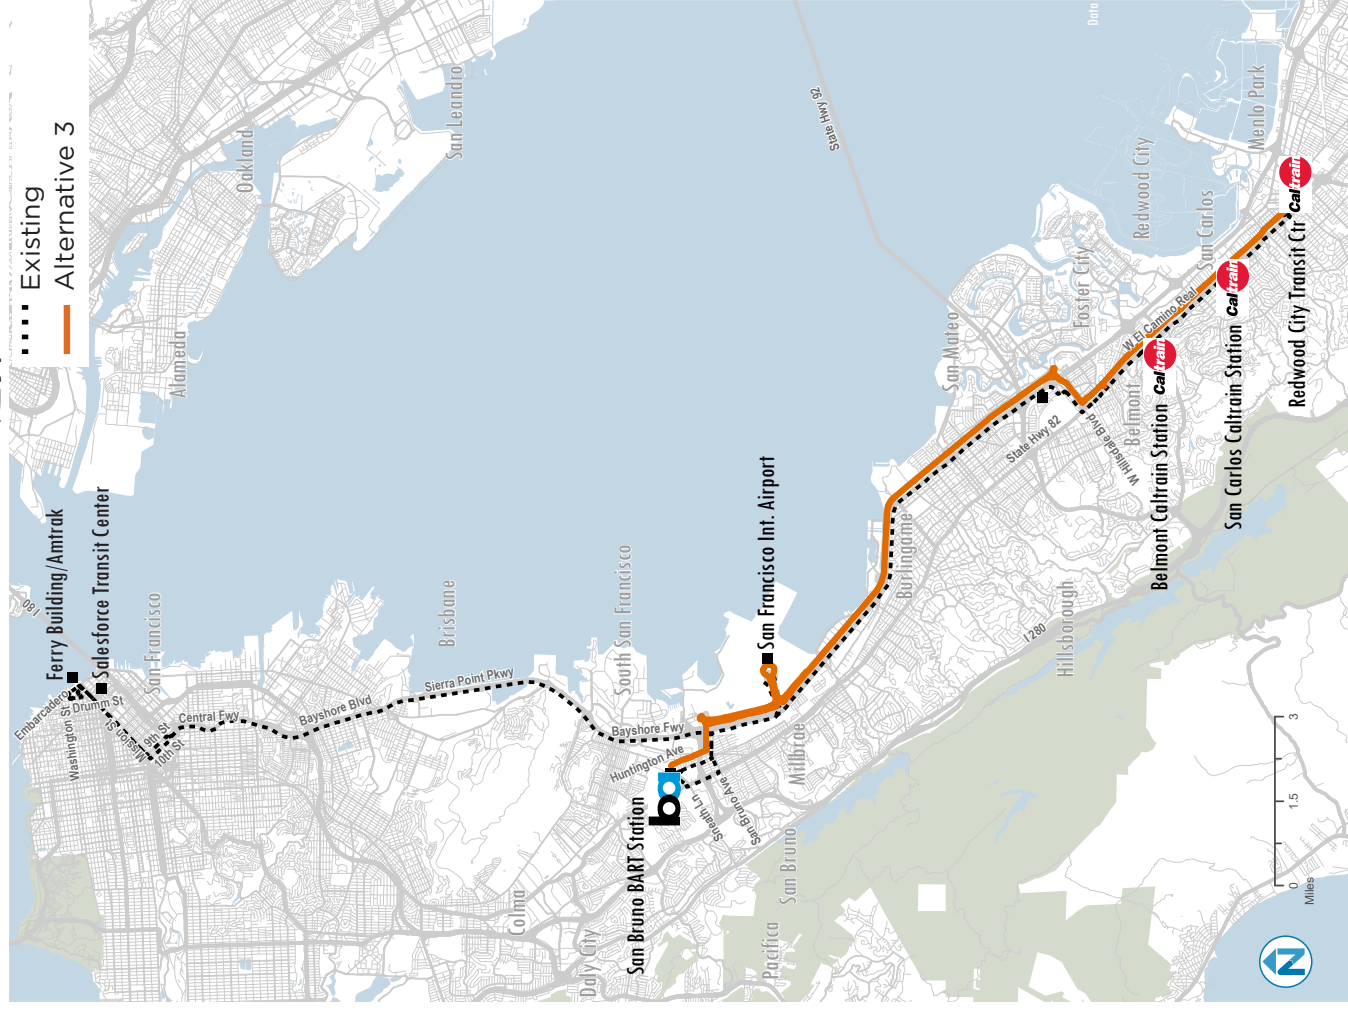 Existing
Alternative 3
Data
I 80
Ferry Building/Amtrak
Salesforce Transit Center
Embarcadero
Washington St
Drumm St
Mission St
9th St
10th St
San Francisco
Central Fwy
Bayshore Blvd
Alameda
Oakland
San Leandro
Brisbane
Sierra Point Pkwy
Colma
Daly City
South San Francisco
Bayshore Fwy
Huntington Ave
San Bruno BART Station
ba
Sneath Ln
San Bruno Ave
San Bruno
Pacifica
Millbrae
San Francisco Int. Airport
State Hwy 92
Burlingame
San Mateo
State Hwy 82
I 280
Hillsborough
Foster City
W Hillsdale Blvd
Belmont
W El Camino Real
Belmont Caltrain Station
Caltrain
Redwood City
San Carlos
San Carlos Caltrain Station
Caltrain
Menlo Park
Redwood City Transit Ctr
Caltrain
0
1.5
3
Miles
N